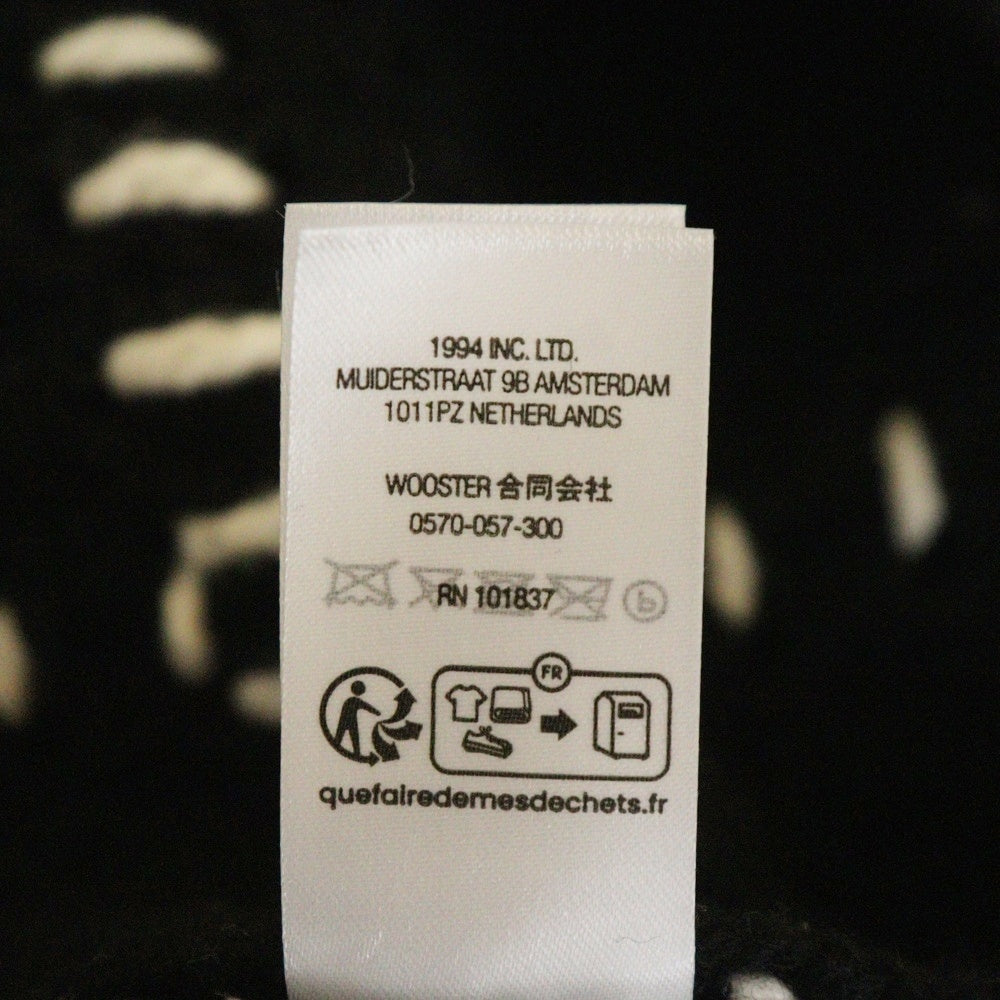 1994 INC. LTD.
MUIDERSTRAAT 9B AMSTERDAM
1011PZ NETHERLANDS
WOOSTER 合同会社
0570-057-300
RN 101837
FR
quefairedemesdechets.fr